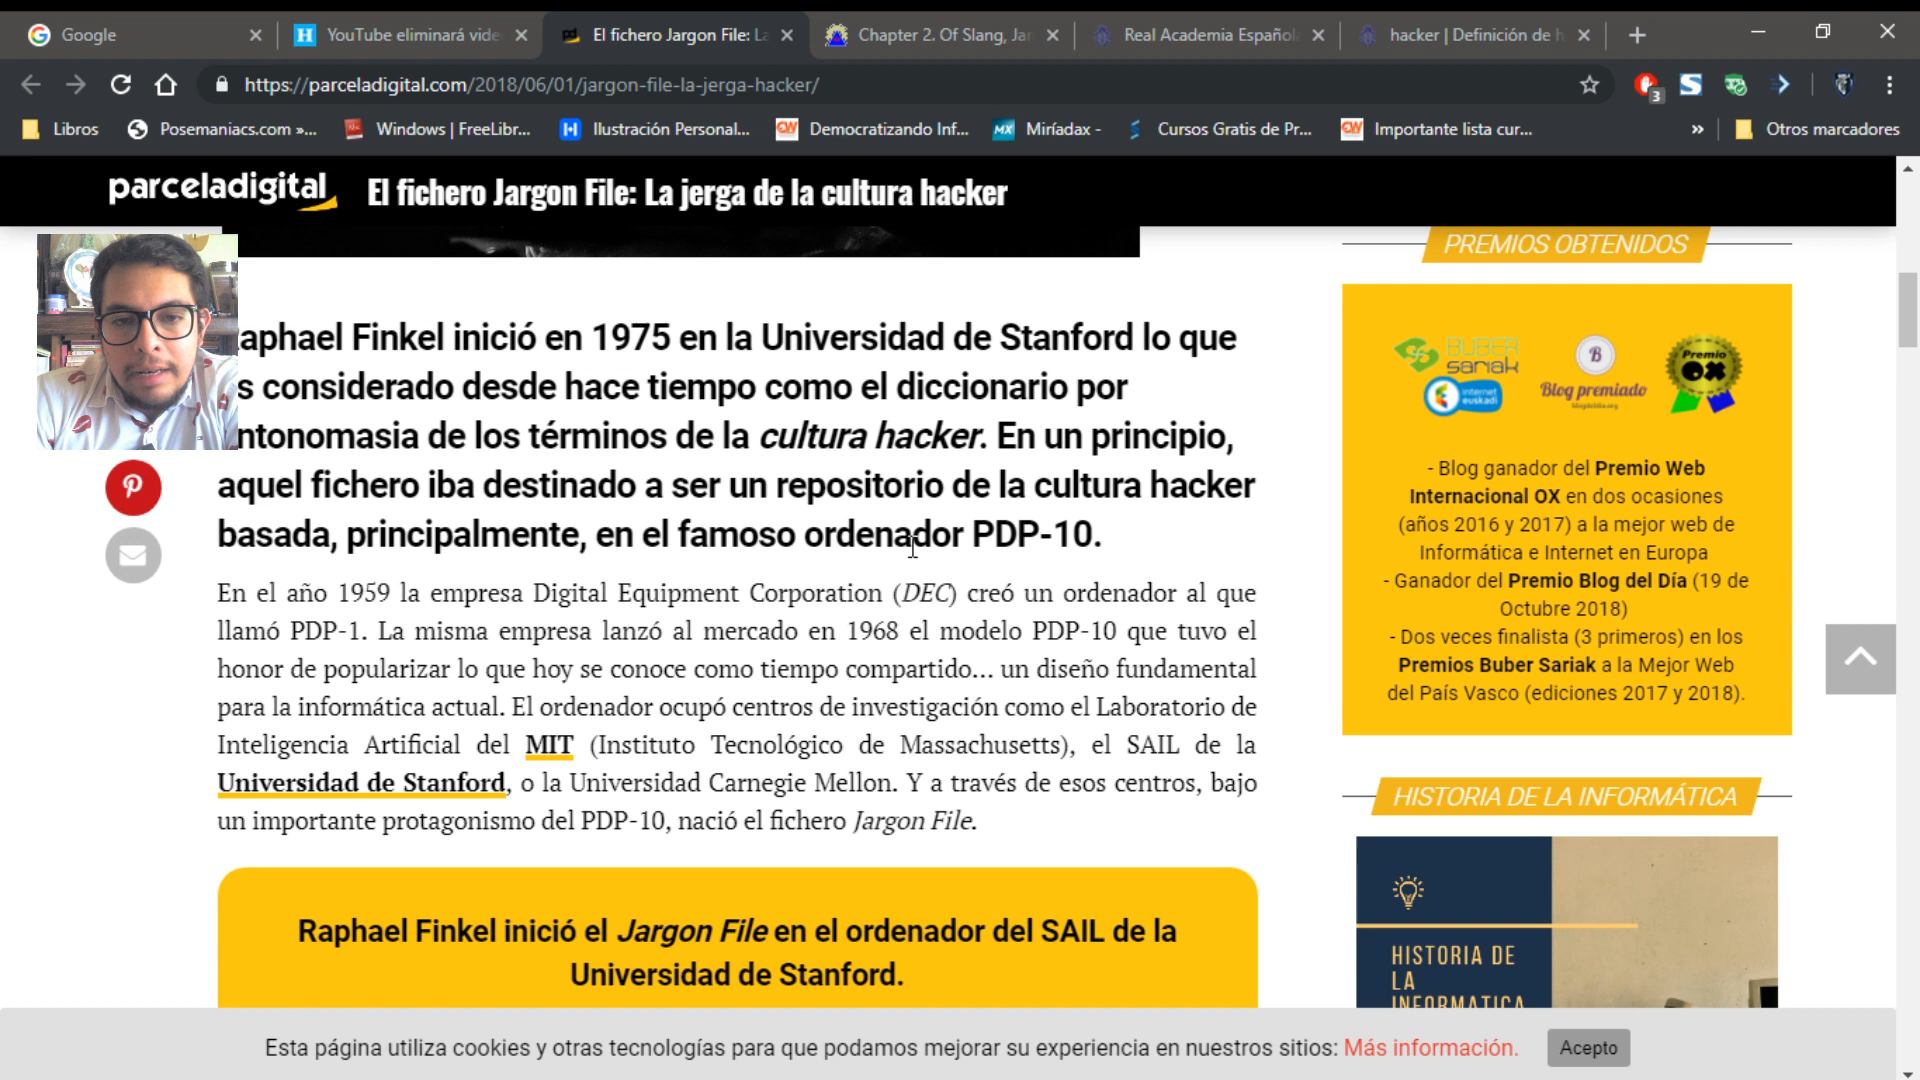 Google
YouTube eliminará vide
El fichero Jargon File: La
Chapter 2. Of Slang, Jar
Real Academia Española
hacker | Definición de h
https://parceladigital.com/2018/06/01/jargon-file-la-jerga-hacker/
3
Libros
Posemaniacs.com »...
Windows | FreeLibr...
Ilustración Personal...
Democratizando Inf...
Miríadax -
Cursos Gratis de Pr...
Importante lista cur...
»
Otros marcadores
parceladigital
El fichero Jargon File: La jerga de la cultura hacker
aphael Finkel inició en 1975 en la Universidad de Stanford lo que
s considerado desde hace tiempo como el diccionario por
ntonomasia de los términos de la cultura hacker. En un principio,
aquel fichero iba destinado a ser un repositorio de la cultura hacker
basada, principalmente, en el famoso ordenador PDP-10.
En el año 1959 la empresa Digital Equipment Corporation (DEC) creó un ordenador al que
llamó PDP-1. La misma empresa lanzó al mercado en 1968 el modelo PDP-10 que tuvo el
honor de popularizar lo que hoy se conoce como tiempo compartido... un diseño fundamental
para la informática actual. El ordenador ocupó centros de investigación como el Laboratorio de
Inteligencia Artificial del MIT (Instituto Tecnológico de Massachusetts), el SAIL de la
Universidad de Stanford, o la Universidad Carnegie Mellon. Y a través de esos centros, bajo
un importante protagonismo del PDP-10, nació el fichero Jargon File.
Raphael Finkel inició el Jargon File en el ordenador del SAIL de la
Universidad de Stanford.
PREMIOS OBTENIDOS
BUBER
sariak
internet
euskadi
B
Blog premiado
Premio
OX
- Blog ganador del Premio Web
Internacional OX en dos ocasiones
(años 2016 y 2017) a la mejor web de
Informática e Internet en Europa
- Ganador del Premio Blog del Día (19 de
Octubre 2018)
- Dos veces finalista (3 primeros) en los
Premios Buber Sariak a la Mejor Web
del País Vasco (ediciones 2017 y 2018).
HISTORIA DE LA INFORMÁTICA
HISTORIA DE
LA
INFORMATICA
Esta página utiliza cookies y otras tecnologías para que podamos mejorar su experiencia en nuestros sitios: Más información.
Acepto